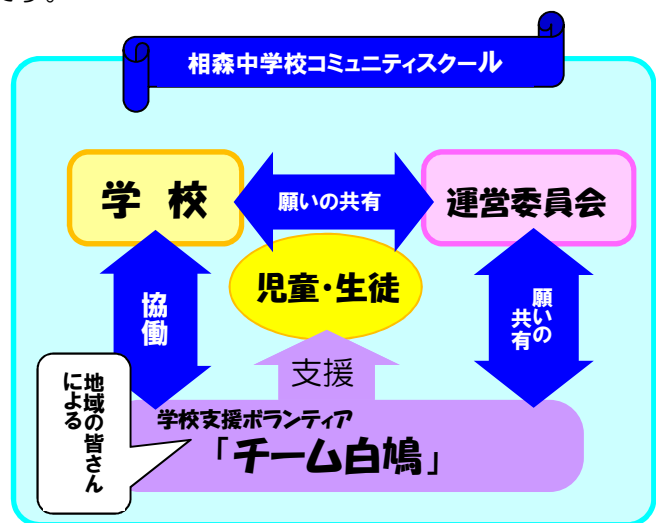 です。
相森中学校コミュニティスクール
学 校
願いの共有
運営委員会
児童・生徒
協働
願いの
共有
支援
地域の皆さん
による
学校支援ボランティア
「チーム白鳩」